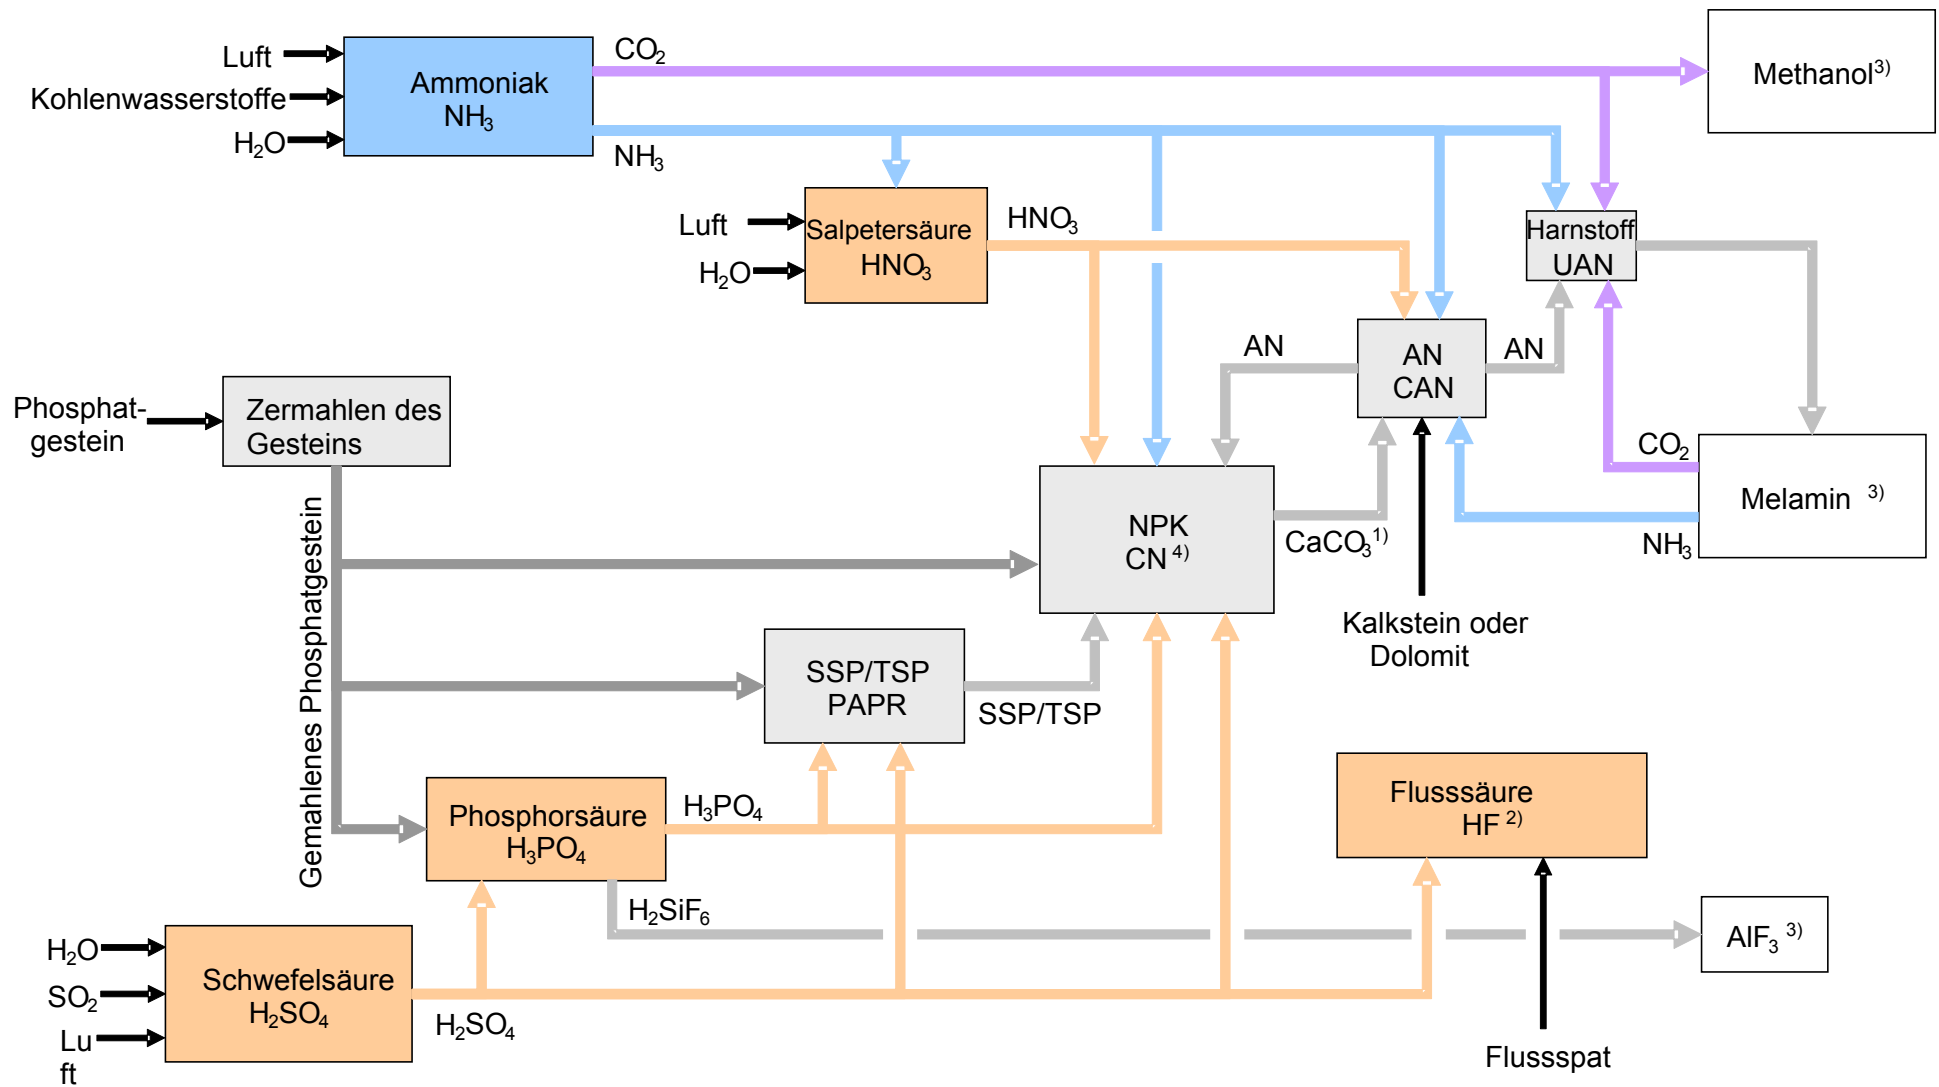 CO2
Luft
Ammoniak
NH3
Methanol3)
Kohlenwasserstoffe
H2O
NH3
Luft
H2O
Salpetersäure
HNO3
HNO3
Harnstoff
UAN
AN
AN
CAN
AN
Phosphat-
gestein
Zermahlen des
Gesteins
CO2
Melamin 3)
NH3
Gemahlenes Phosphatgestein
NPK
CN 4)
CaCO3 1)
Kalkstein oder
Dolomit
SSP/TSP
PAPR
SSP/TSP
Phosphorsäure
H3PO4
H3PO4
Flusssäure
HF 2)
H2SiF6
AlF3 3)
H2O
SO2
Lu
ft
Schwefelsäure
H2SO4
H2SO4
Flussspat